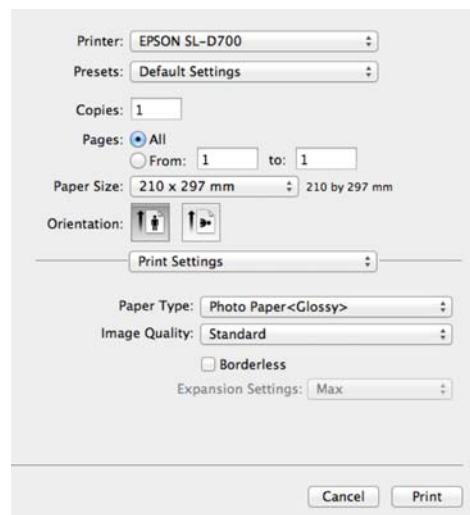 Printer: EPSON SL-D700
Presets: Default Settings
Copies: 1
Pages: All
From: 1 to: 1
Paper Size: 210 x 297 mm 210 by 297 mm
Orientation:
Print Settings
Paper Type: Photo Paper<Glossy>
Image Quality: Standard
Borderless
Expansion Settings: Max
Cancel Print